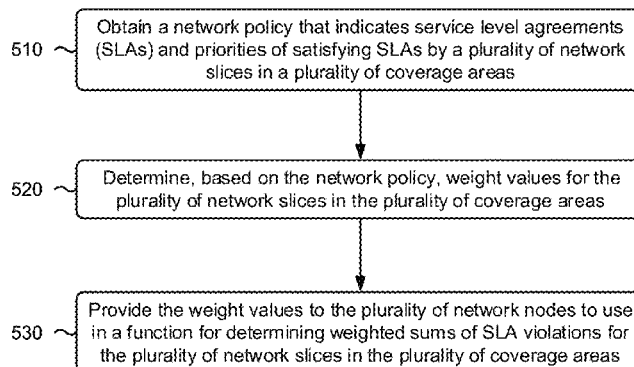 Obtain a network policy that indicates service level agreements
510
(SLAs) and priorities of satisfying SLAs by a plurality of network
slices in a plurality of coverage areas
520
Determine, based on the network policy, weight values for the
plurality of network slices in the plurality of coverage areas
Provide the weight values to the plurality of network nodes to use
530
in a function for determining weighted sums of SLA violations for
the plurality of network slices in the plurality of coverage areas